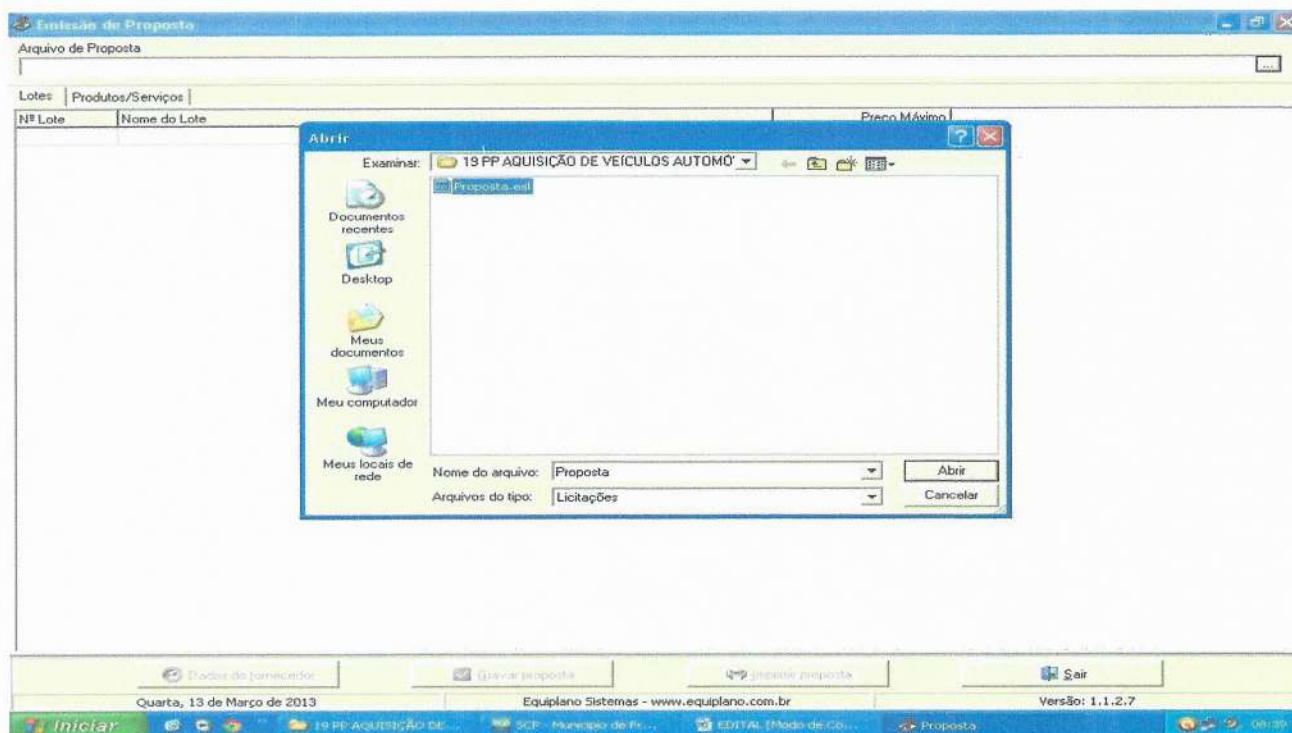 Emissão de Proposta
Arquivo de Proposta
...
Lotes Produtos/Serviços
Nº Lote Nome do Lote Preço Máximo
Abrir
Examinar: 19 PP AQUISIÇÃO DE VEÍCULOS AUTOMO'
Proposta.esl
Documentos
recentes
Desktop
Meus
documentos
Meu computador
Meus locais de
rede
Nome do arquivo: Proposta Abrir
Arquivos do tipo: Licitações Cancelar
Dados do fornecedor Gravar proposta Imprimir proposta Sair
Quarta, 13 de Março de 2013 Equiplano Sistemas - www.equiplano.com.br Versão: 1.1.2.7
Iniciar 19 PP AQUISIÇÃO DE... SCP - Município de Fr... EDITAL [Modo de Co... Proposta 08:39